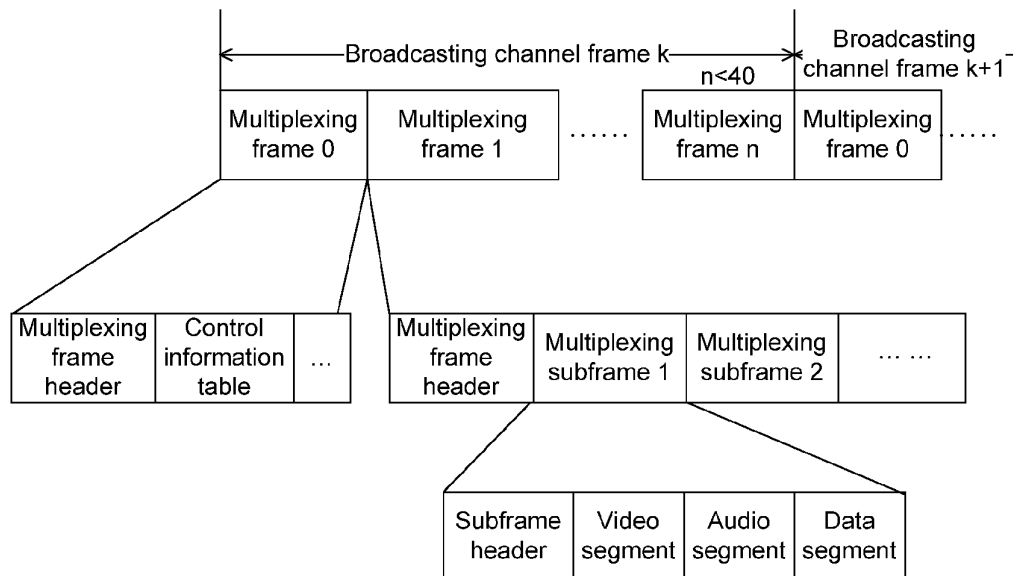 Broadcasting channel frame k
Broadcasting
channel frame k+1
n<40
Multiplexing
frame 0
Multiplexing
frame 1
......
Multiplexing
frame n
Multiplexing
frame 0
......
Multiplexing
frame
header
Control
information
table
...
Multiplexing
frame
header
Multiplexing
subframe 1
Multiplexing
subframe 2
... ...
Subframe
header
Video
segment
Audio
segment
Data
segment